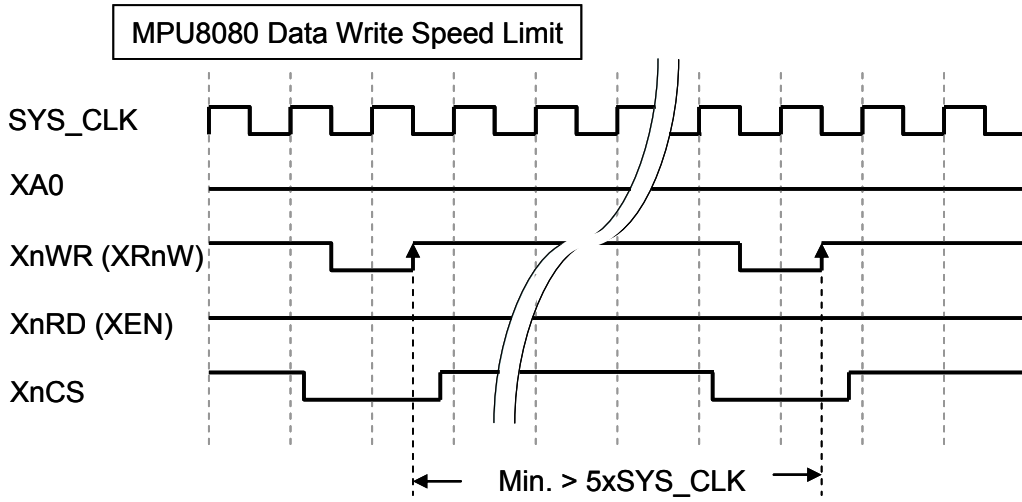 MPU8080 Data Write Speed Limit
SYS_CLK
XA0
XnWR (XRnW)
XnRD (XEN)
XnCS
Min. > 5xSYS_CLK